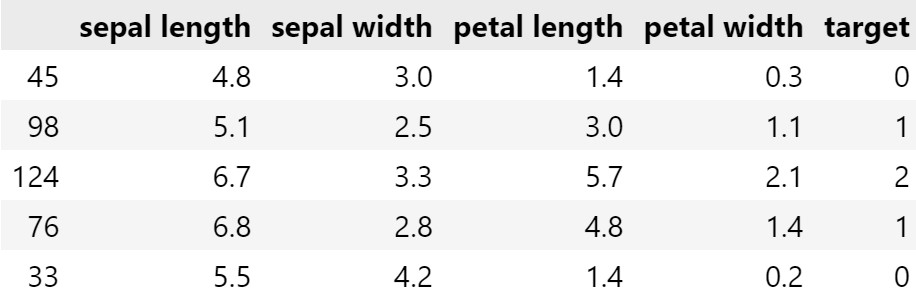 sepal length sepal width petal length petal width target
45 4.8 3.0 1.4 0.3 0
98 5.1 2.5 3.0 1.1 1
124 6.7 3.3 5.7 2.1 2
76 6.8 2.8 4.8 1.4 1
33 5.5 4.2 1.4 0.2 0